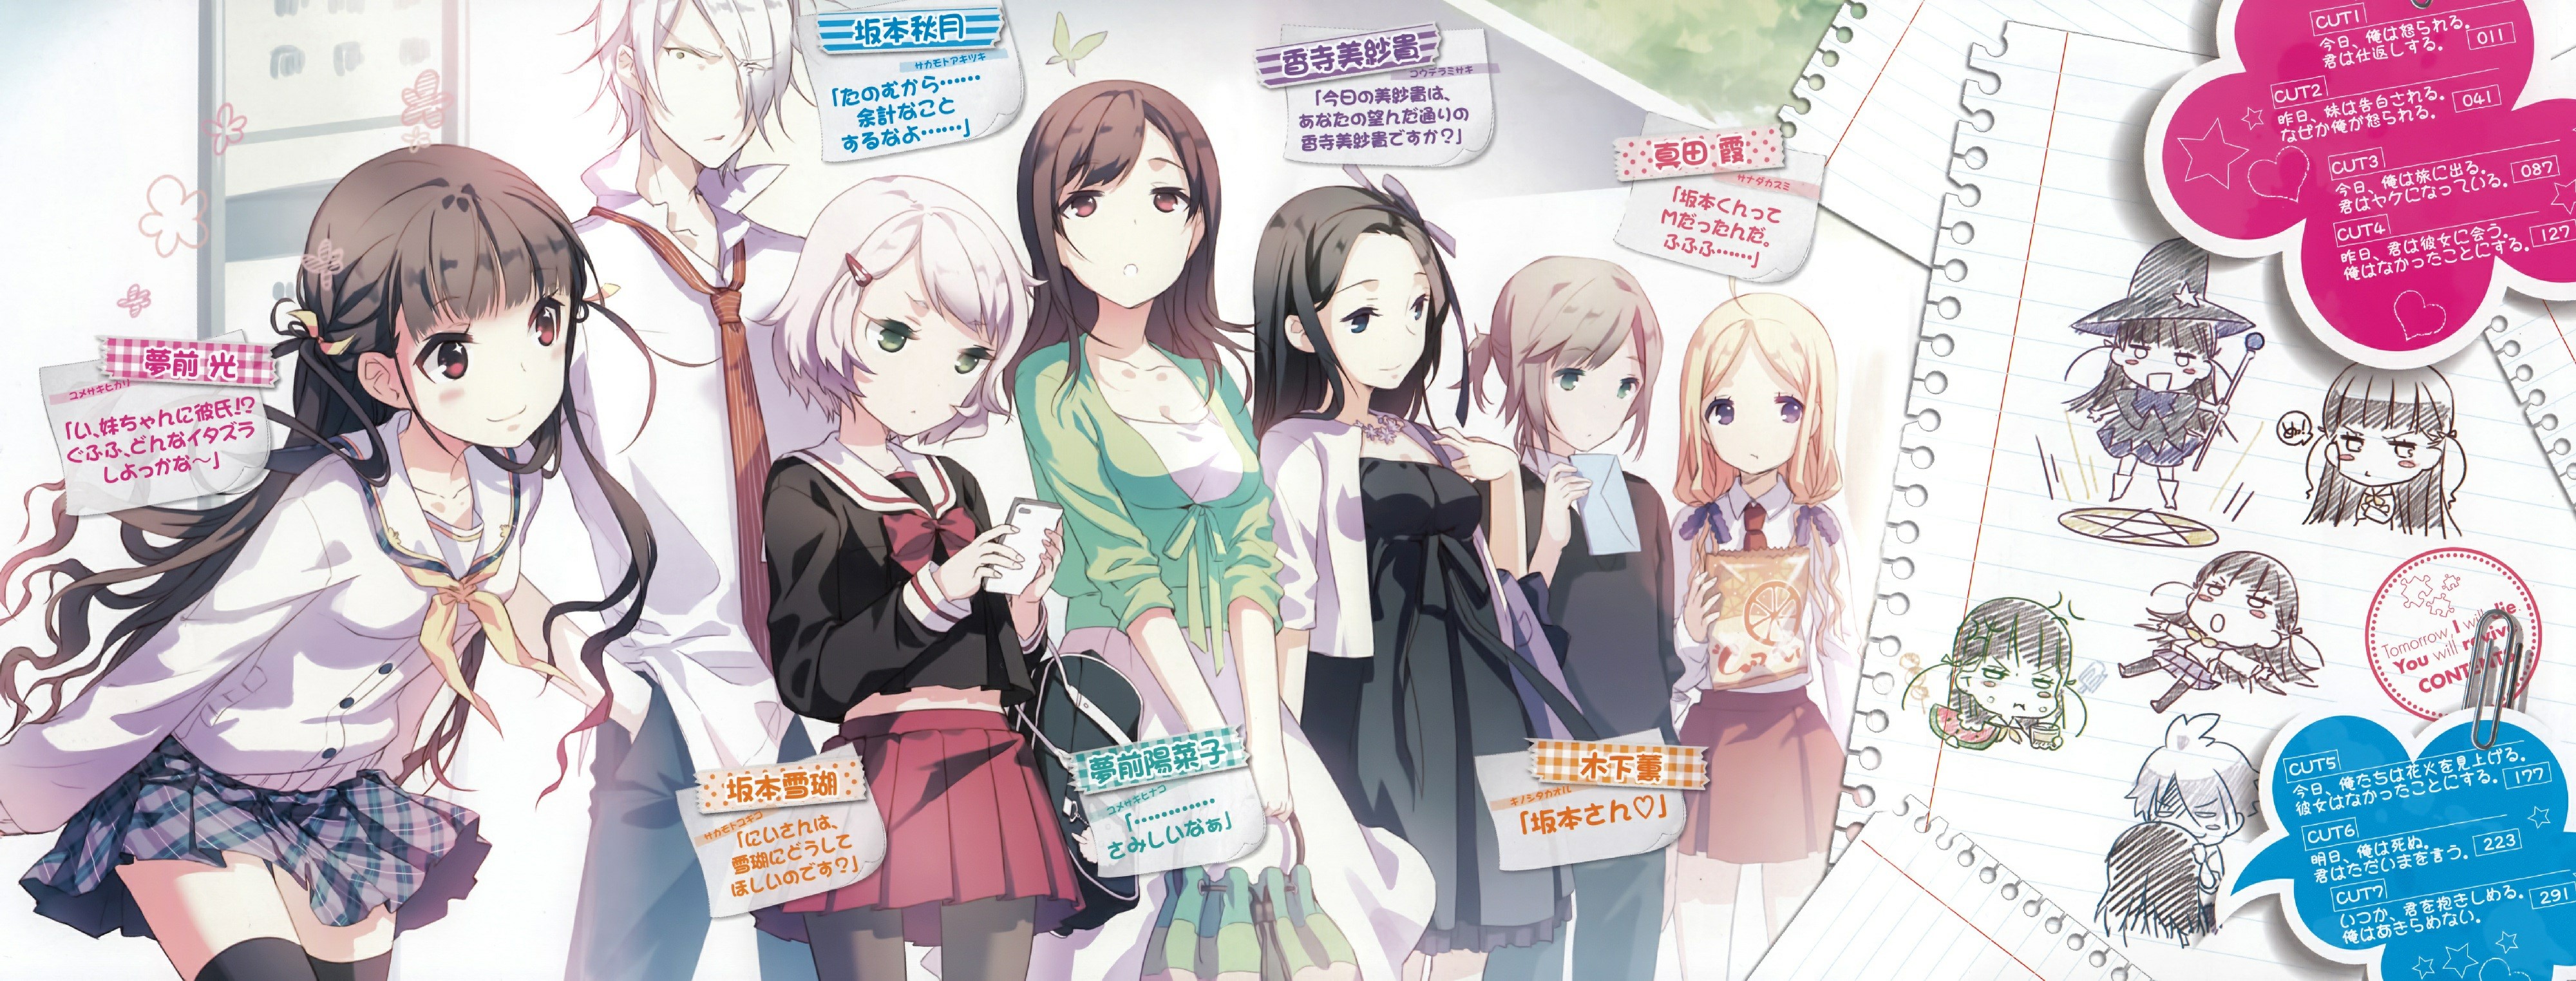 坂本秋月
サカモトアキツキ
「たのむから……
余計なこと
するなよ……」
香寺美紗貴
コウデラミサキ
「今日の美紗貴は、
あなたの望んだ通りの
香寺美紗貴ですか?」
真田 霞
サナダカスミ
「坂本くんって
Mだったんだ。
ふふふ……」
夢前 光
ユメサキヒカリ
「い、妹ちゃんに彼氏!?
ぐふふ、どんなイタズラ
しよっかな〜」
坂本雪瑚
サカモトユキコ
「にいさんは、
雪瑚にどうして
ほしいのです?」
夢前陽菜子
ユメサキヒナコ
「…………
さみしいなぁ」
木下薫
キノシタカオル
「坂本さん♡」
CUT1
今日、俺は怒られる。
君は仕返しする。
011
CUT2
昨日、妹は告白される。
なぜか俺が怒られる。
041
CUT3
今日、俺は旅に出る。
君はヤケになっている。
087
CUT4
昨日、君は彼女に会う。
俺はなかったことにする。
127
Tomorrow I will die.
You will revive
CONTENTS
CUT5
今日、俺たちは花火を見上げる。
彼女はなかったことにする。
177
CUT6
明日、俺は死ぬ。
君はただいまを言う。
223
CUT7
いつか、君を抱きしめる。
俺はあきらめない。
291